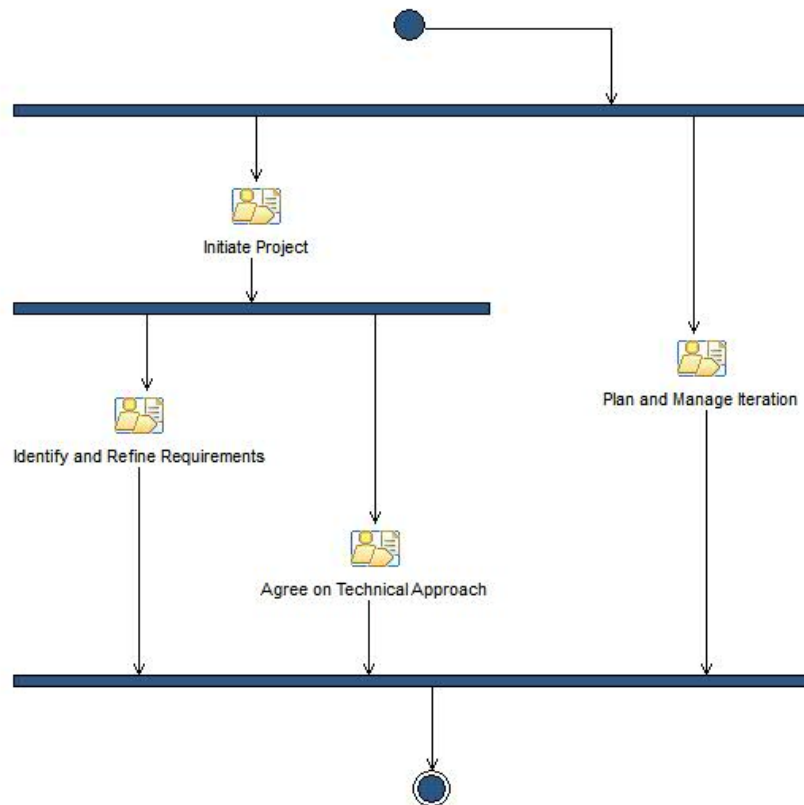 Initiate Project
Plan and Manage Iteration
Identify and Refine Requirements
Agree on Technical Approach